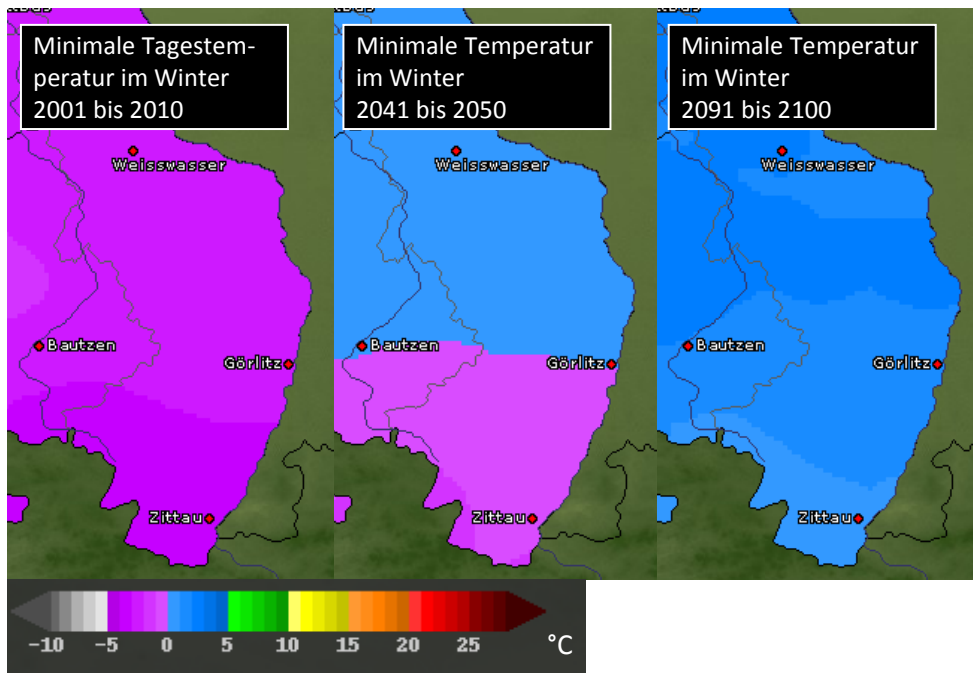 tbus
Minimale Tagestem-
peratur im Winter
2001 bis 2010
Minimale Temperatur
im Winter
2041 bis 2050
Minimale Temperatur
im Winter
2091 bis 2100
Weisswasser
Weisswasser
Weisswasser
Bautzen
Görlitz
Bautzen
Görlitz
Bautzen
Görlitz
Zittau
Zittau
Zittau
-10 -5 0 5 10 15 20 25 °C